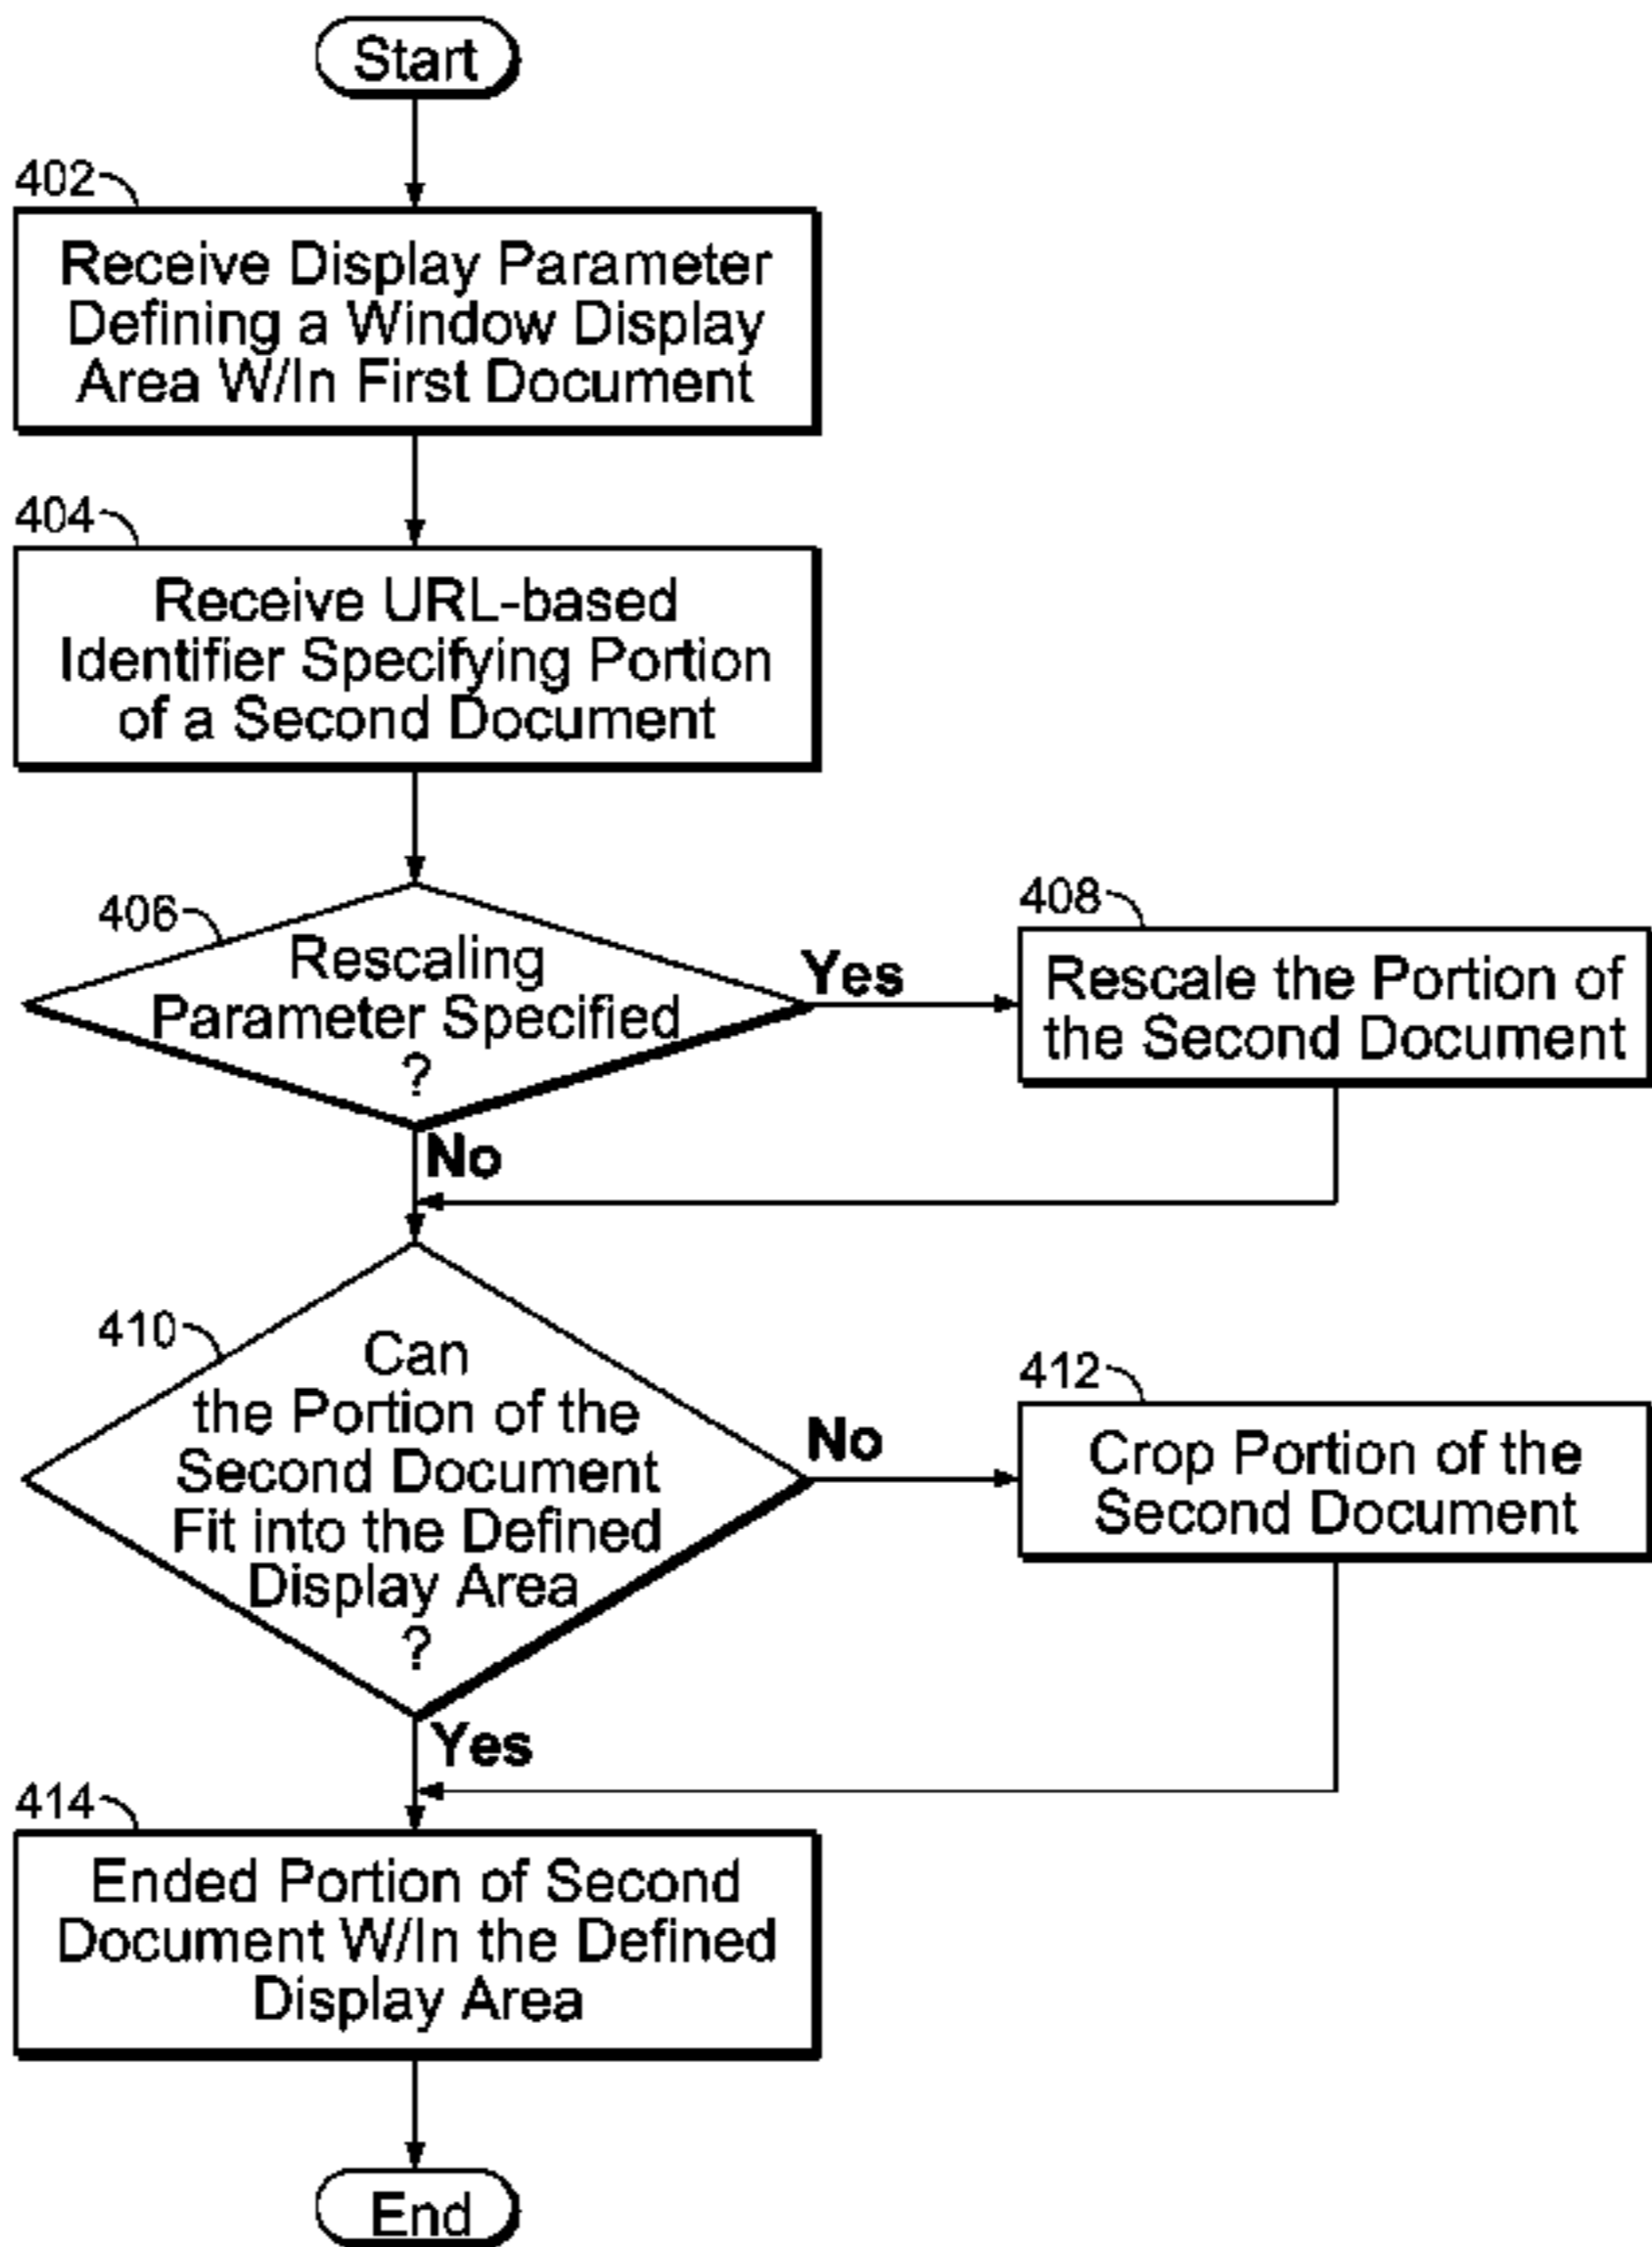 Start
402
Receive Display Parameter
Defining a Window Display
Area W/In First Document
404
Receive URL-based
Identifier Specifying Portion
of a Second Document
406
Rescaling
Parameter Specified
?
Yes
408
Rescale the Portion of
the Second Document
No
410
Can
the Portion of the
Second Document
Fit into the Defined
Display Area
?
No
412
Crop Portion of the
Second Document
Yes
414
Ended Portion of Second
Document W/In the Defined
Display Area
End